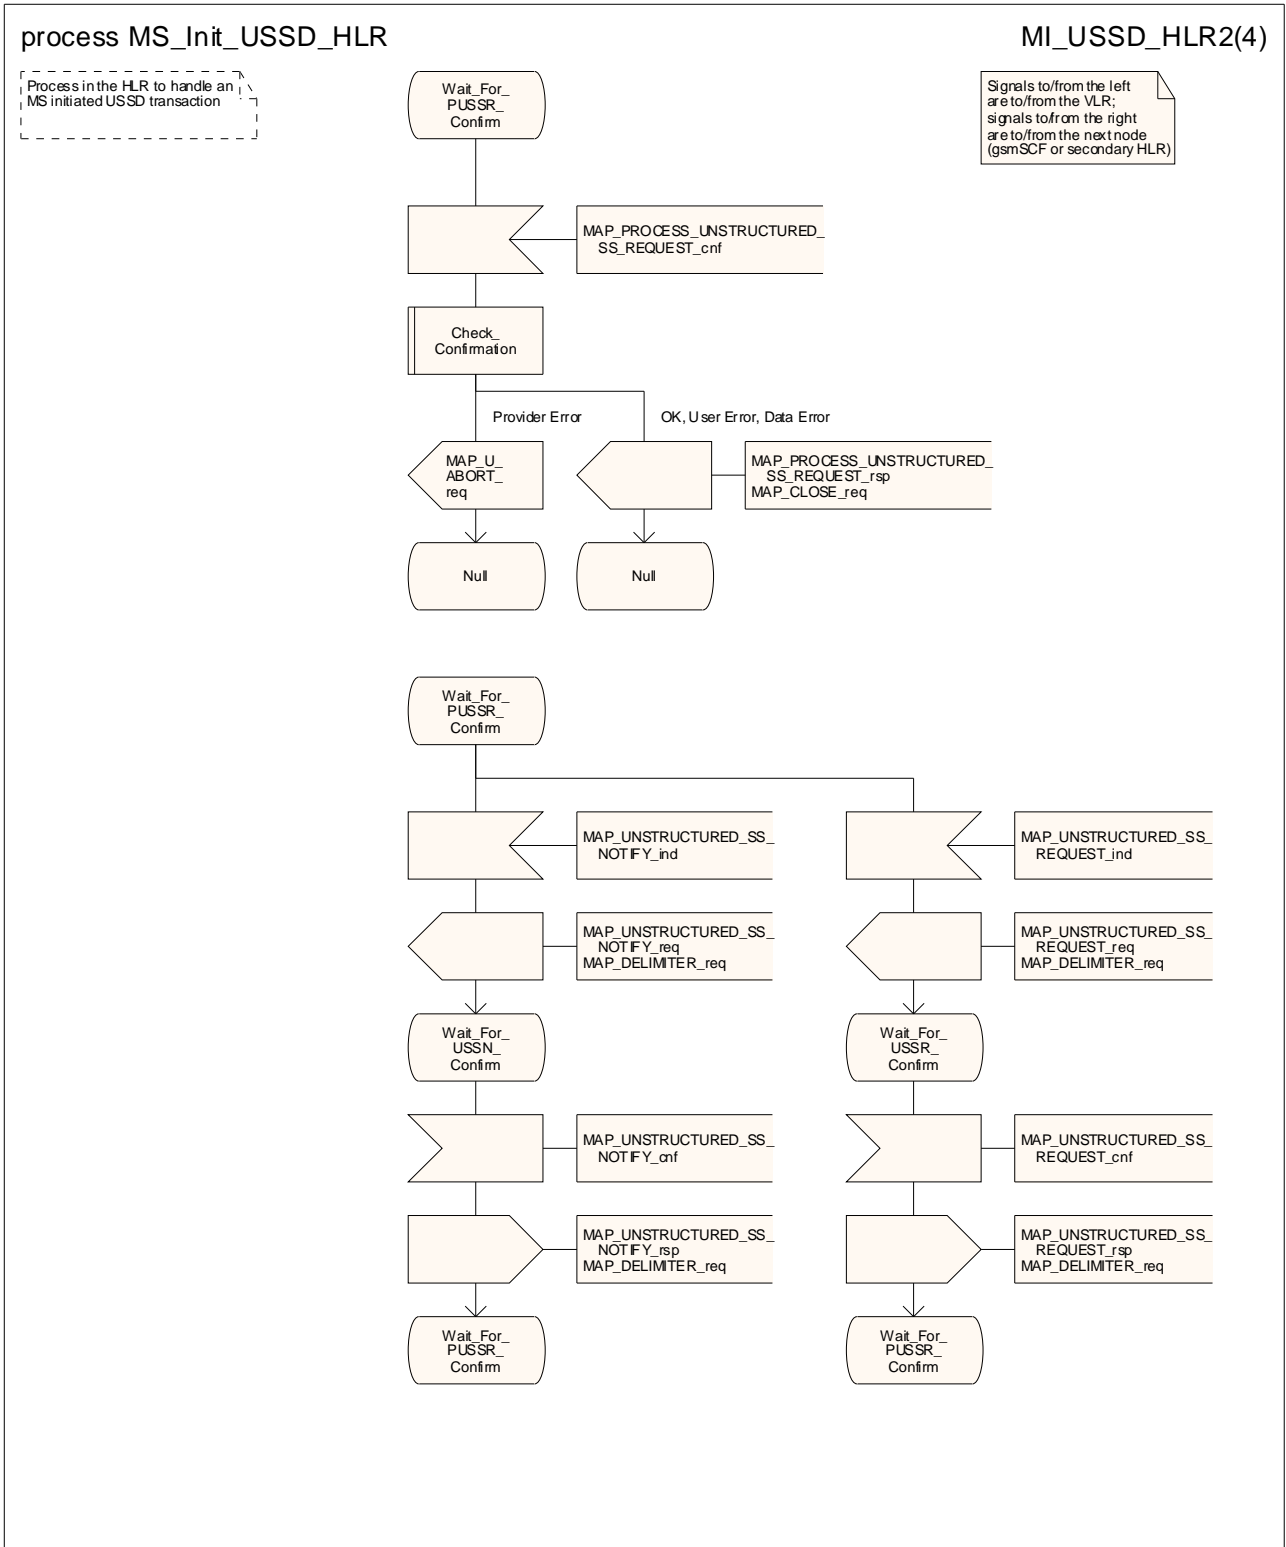 process MS_Init_USSD_HLR
MI_USSD_HLR2(4)
Process in the HLR to handle an
MS initiated USSD transaction
Signals to/from the left
are to/from the VLR;
signals to/from the right
are to/from the next node
(gsmSCF or secondary HLR)
Wait_For_
PUSSR_
Confirm
MAP_PROCESS_UNSTRUCTURED_
SS_REQUEST_cnf
Check_
Confirmation
Provider Error
OK, User Error, Data Error
MAP_U_
ABORT_
req
MAP_PROCESS_UNSTRUCTURED_
SS_REQUEST_rsp
MAP_CLOSE_req
Null
Null
Wait_For_
PUSSR_
Confirm
MAP_UNSTRUCTURED_SS_
NOTIFY_ind
MAP_UNSTRUCTURED_SS_
REQUEST_ind
MAP_UNSTRUCTURED_SS_
NOTIFY_req
MAP_DELIMITER_req
MAP_UNSTRUCTURED_SS_
REQUEST_req
MAP_DELIMITER_req
Wait_For_
USSN_
Confirm
Wait_For_
USSR_
Confirm
MAP_UNSTRUCTURED_SS_
NOTIFY_cnf
MAP_UNSTRUCTURED_SS_
REQUEST_cnf
MAP_UNSTRUCTURED_SS_
NOTIFY_rsp
MAP_DELIMITER_req
MAP_UNSTRUCTURED_SS_
REQUEST_rsp
MAP_DELIMITER_req
Wait_For_
PUSSR_
Confirm
Wait_For_
PUSSR_
Confirm